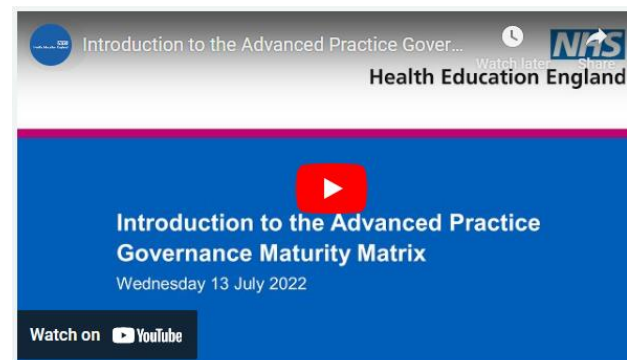 Introduction to the Advanced Practice Gover...
NHS
Watch later
Share
Health Education England
Introduction to the Advanced Practice
Governance Maturity Matrix
Wednesday 13 July 2022
Watch on YouTube